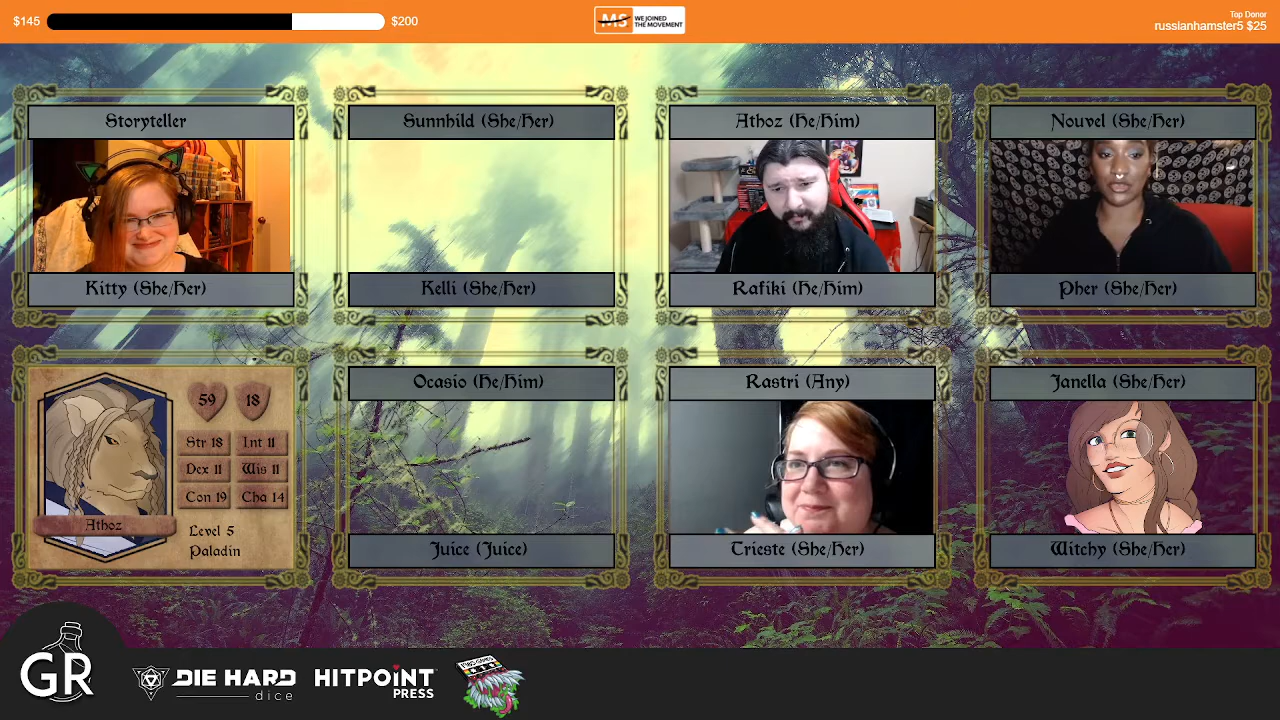 $145
$200
MS
WE JOINED
THE MOVEMENT
Top Donor
russianhamster5 $25
Storyteller
Sunnhild (She/Her)
Athoz (He/Him)
Nouvel (She/Her)
Kitty (She/Her)
Kelli (She/Her)
Rafiki (He/Him)
Pher (She/Her)
59
18
Str 18
Int 11
Dex 11
Wis 11
Con 19
Cha 14
Athoz
Level 5
Paladin
Ocasio (He/Him)
Rastri (Any)
Janella (She/Her)
Juice (Juice)
Trieste (She/Her)
Witchy (She/Her)
GR
DIE HARD
dice
HITPOINT
PRESS